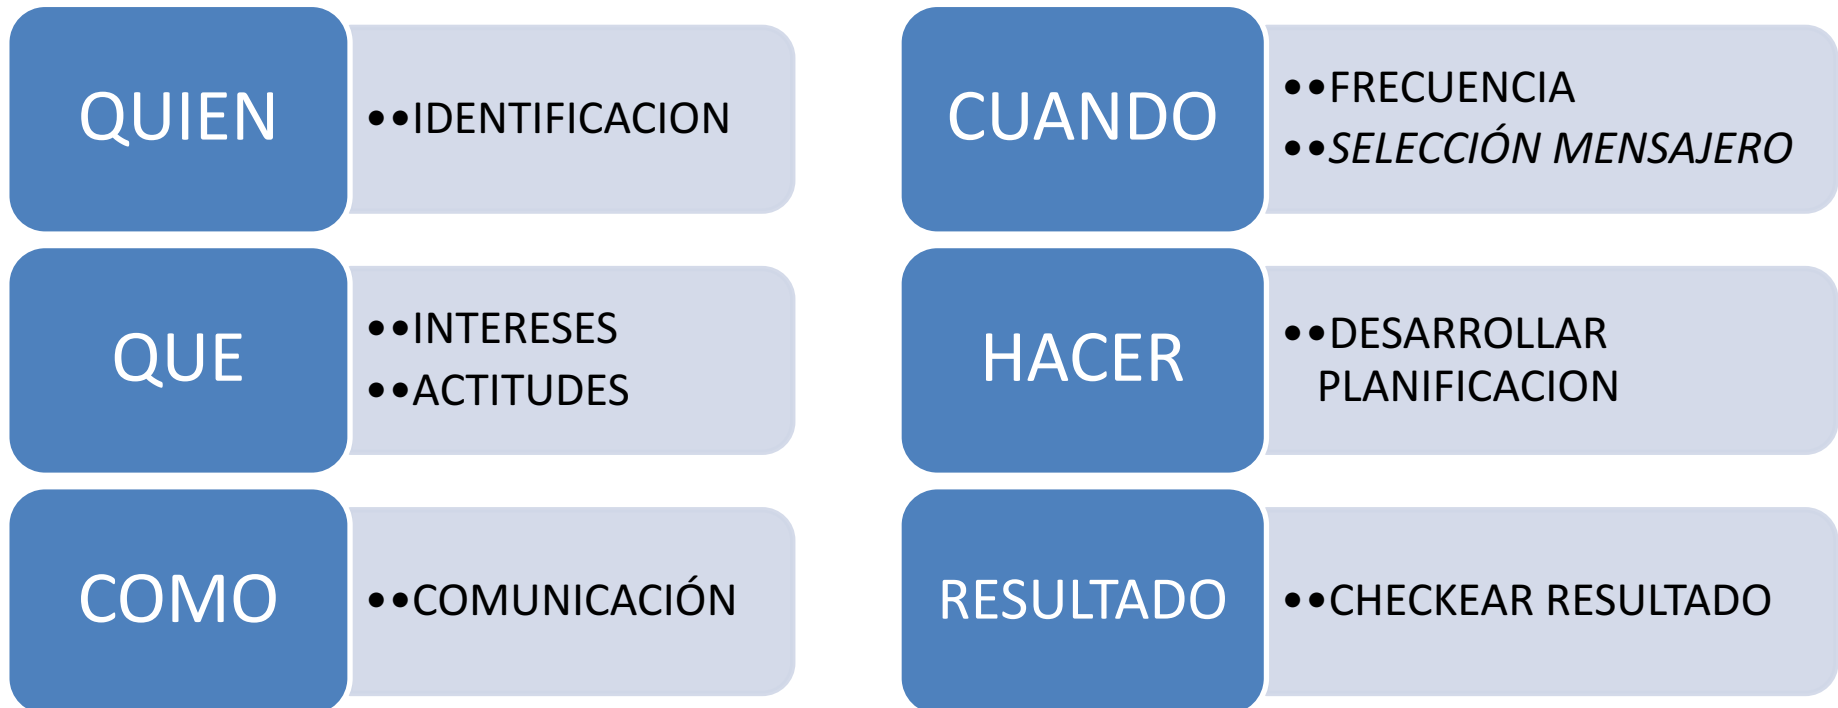 QUIEN
••IDENTIFICACION
QUE
••INTERESES
••ACTITUDES
COMO
••COMUNICACIÓN
CUANDO
••FRECUENCIA
••SELECCIÓN MENSAJERO
HACER
••DESARROLLAR
PLANIFICACION
RESULTADO
••CHECKEAR RESULTADO